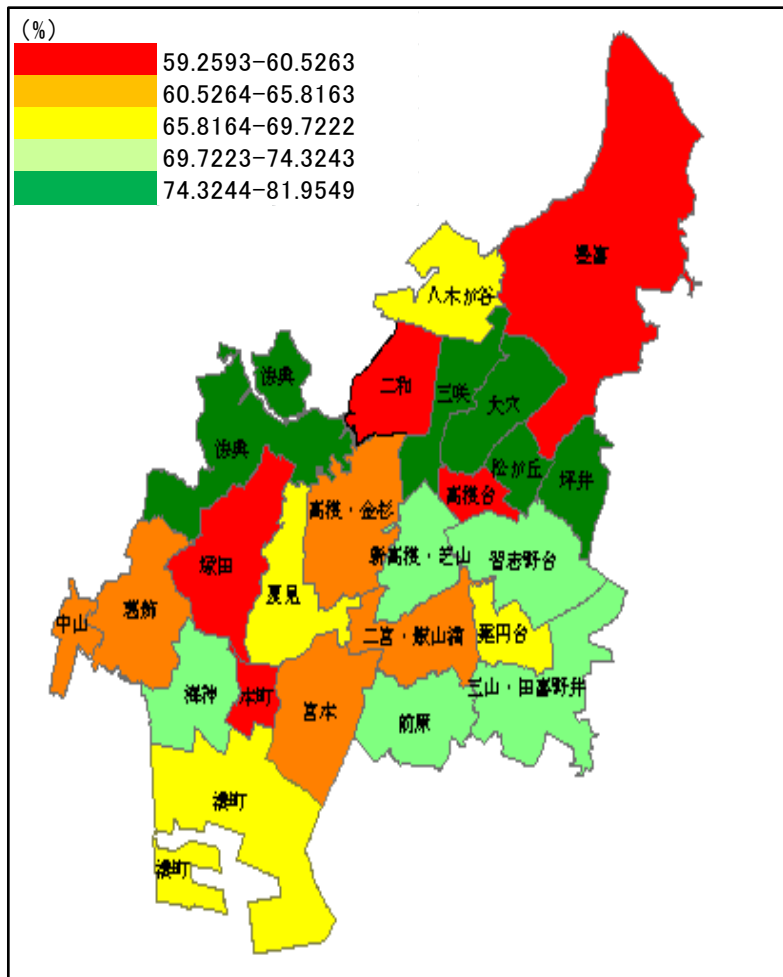 (%)
59.2593-60.5263
60.5264-65.8163
65.8164-69.7222
69.7223-74.3243
74.3244-81.9549
豊富
八木が谷
二和
三咲
大穴
法典
法典
松が丘
坪井
高根台
高根・金杉
新高根・芝山
習志野台
塚田
夏見
葛飾
中山
二宮・飯山満
薬円台
三山・田喜野井
海神
本町
宮本
前原
湊町
湊町